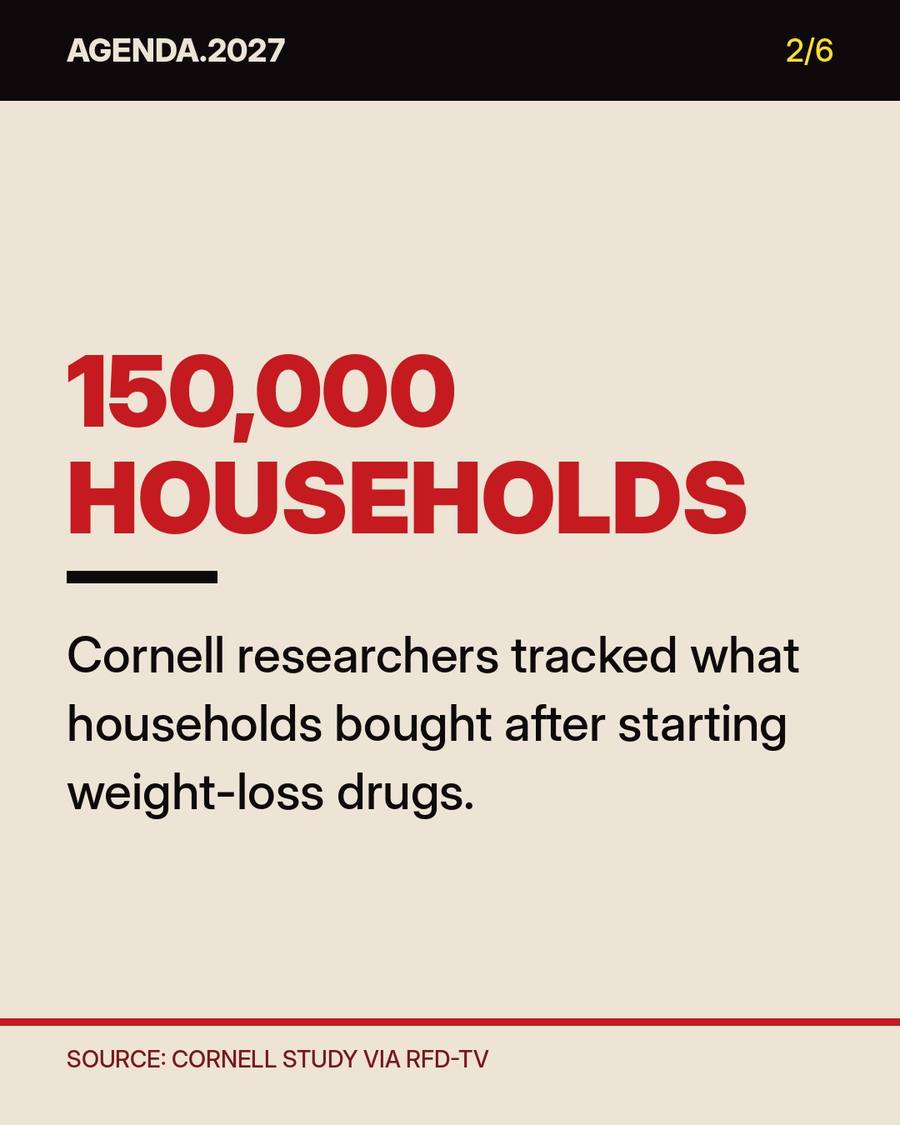 AGENDA.2027
2/6
150,000
HOUSEHOLDS
Cornell researchers tracked what
households bought after starting
weight-loss drugs.
SOURCE: CORNELL STUDY VIA RFD-TV